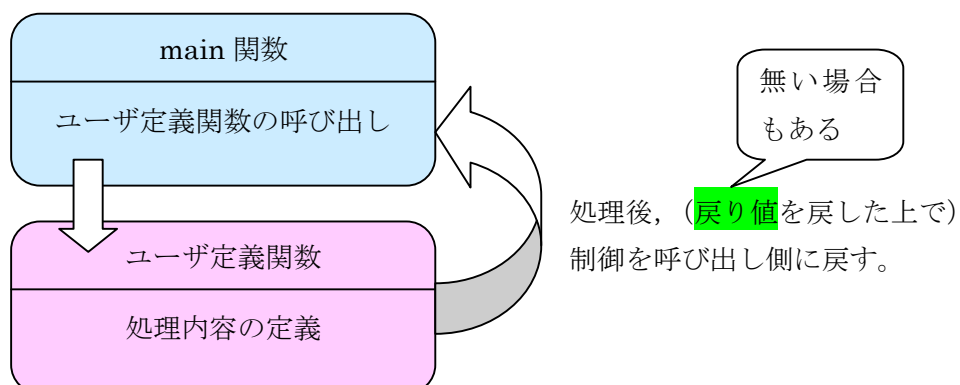 main 関数
ユーザ定義関数の呼び出し
無い場合
もある
処理後,（戻り値を戻した上で）
制御を呼び出し側に戻す。
ユーザ定義関数
処理内容の定義